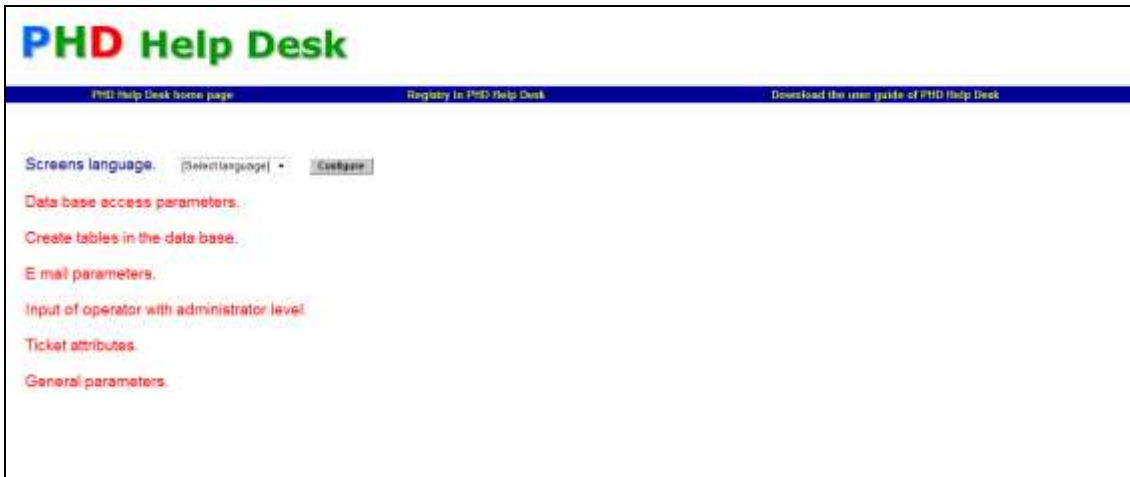 PHD Help Desk
PHD Help Desk home page Registry in PHD Help Desk Download the user guide of PHD Help Desk
Screens language. [Select language] Configure
Data base access parameters.
Create tables in the data base.
E mail parameters.
Input of operator with administrator level.
Ticket attributes.
General parameters.